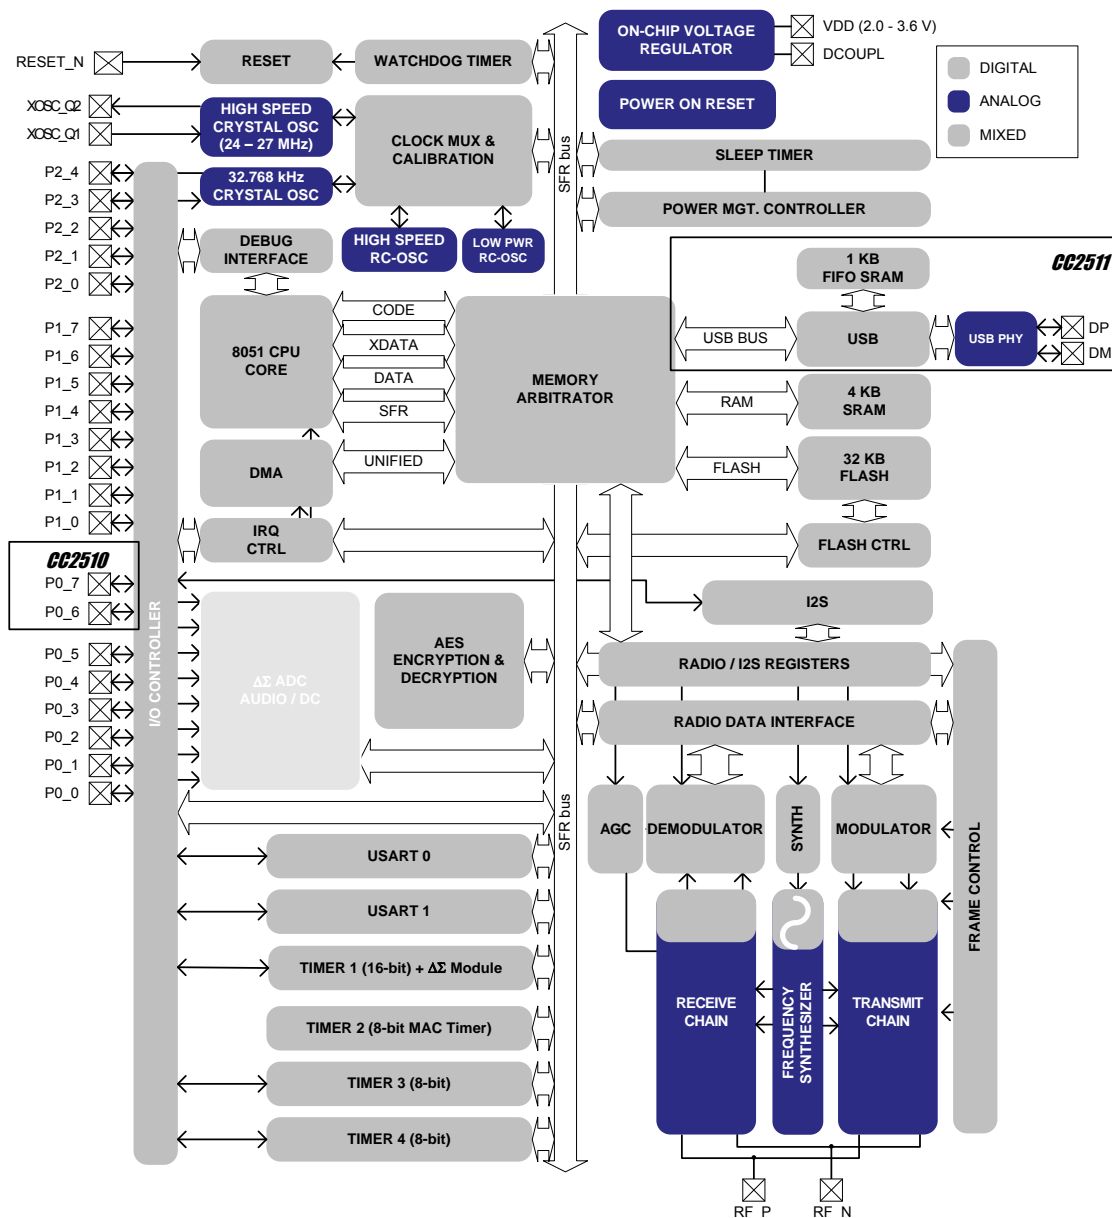 RESET_N
RESET
WATCHDOG TIMER
ON-CHIP VOLTAGE
REGULATOR
VDD (2.0 - 3.6 V)
DCOUPL
DIGITAL
ANALOG
MIXED
XOSC_Q2
XOSC_Q1
HIGH SPEED
CRYSTAL OSC
(24 – 27 MHz)
CLOCK MUX &
CALIBRATION
POWER ON RESET
SFR bus
SLEEP TIMER
P2_4
P2_3
P2_2
P2_1
P2_0
32.768 kHz
CRYSTAL OSC
POWER MGT. CONTROLLER
DEBUG
INTERFACE
HIGH SPEED
RC-OSC
LOW PWR
RC-OSC
1 KB
FIFO SRAM
CC2511
P1_7
P1_6
P1_5
P1_4
P1_3
P1_2
P1_1
P1_0
8051 CPU
CORE
CODE
XDATA
DATA
SFR
MEMORY
ARBITRATOR
USB BUS
USB
USB PHY
DP
DM
RAM
4 KB
SRAM
DMA
UNIFIED
FLASH
32 KB
FLASH
IRQ
CTRL
FLASH CTRL
CC2510
P0_7
P0_6
I/O CONTROLLER
I2S
P0_5
P0_4
P0_3
P0_2
P0_1
P0_0
ΔΣ ADC
AUDIO / DC
AES
ENCRYPTION &
DECRYPTION
RADIO / I2S REGISTERS
RADIO DATA INTERFACE
SFR bus
AGC
DEMODULATOR
SYNTH
MODULATOR
FRAME CONTROL
USART 0
USART 1
TIMER 1 (16-bit) + ΔΣ Module
TIMER 2 (8-bit MAC Timer)
TIMER 3 (8-bit)
TIMER 4 (8-bit)
RECEIVE
CHAIN
FREQUENCY
SYNTHESIZER
TRANSMIT
CHAIN
RF_P
RF_N